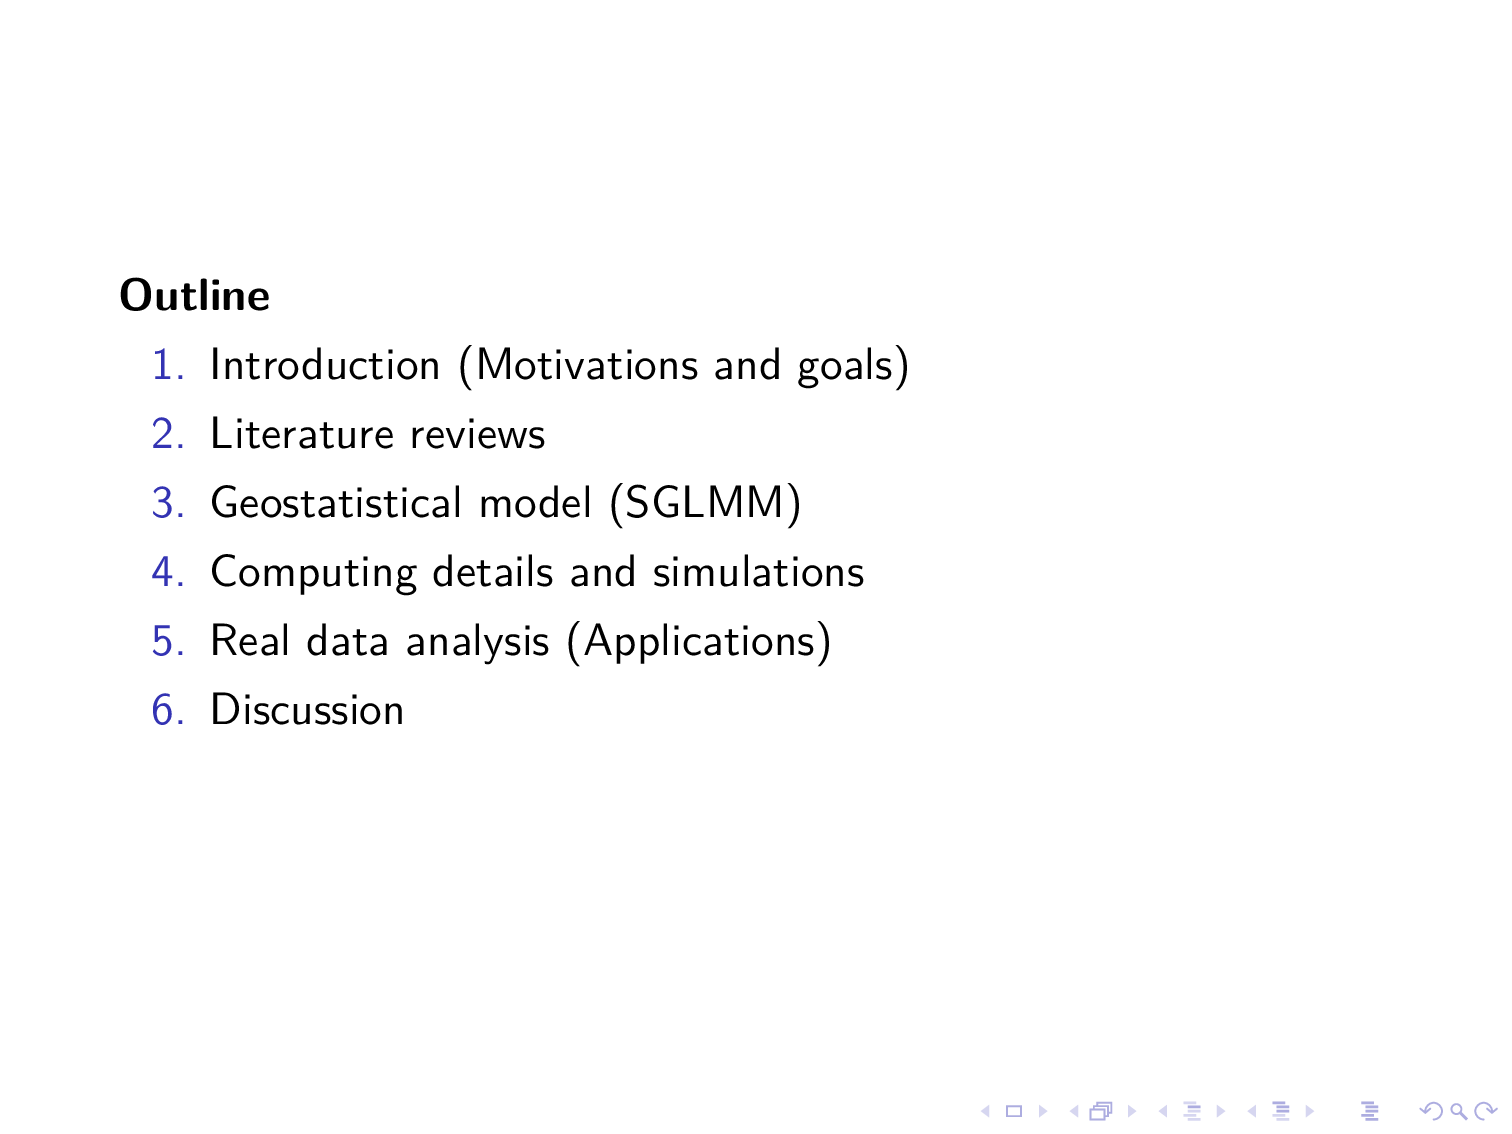 Outline
1. Introduction (Motivations and goals)
2. Literature reviews
3. Geostatistical model (SGLMM)
4. Computing details and simulations
5. Real data analysis (Applications)
6. Discussion